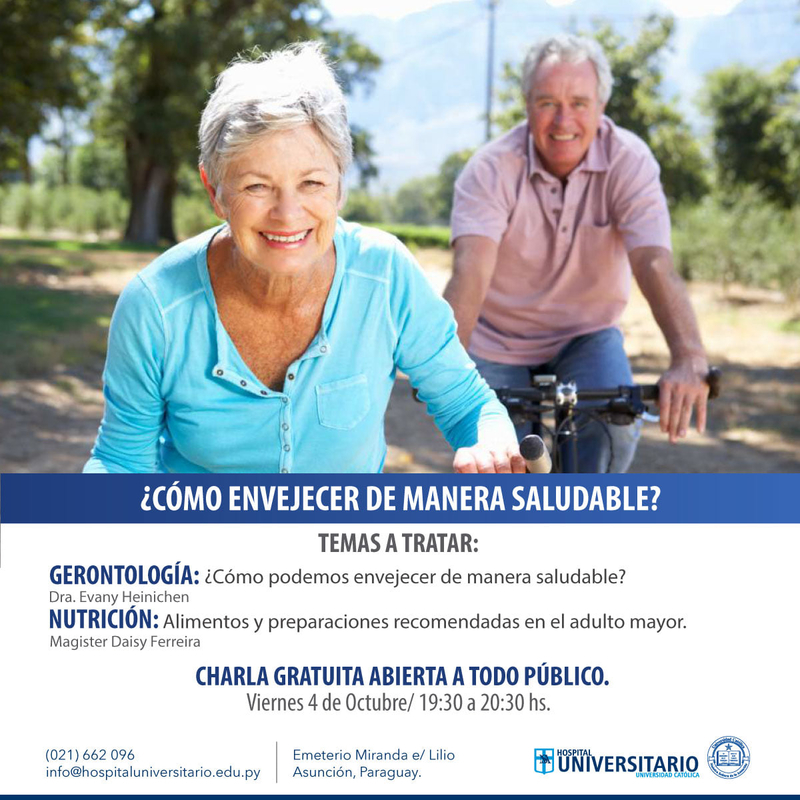 ¿CÓMO ENVEJECER DE MANERA SALUDABLE?
TEMAS A TRATAR:
GERONTOLOGÍA: ¿Cómo podemos envejecer de manera saludable?
Dra. Evany Heinichen
NUTRICIÓN: Alimentos y preparaciones recomendadas en el adulto mayor.
Magister Daisy Ferreira
CHARLA GRATUITA ABIERTA A TODO PÚBLICO.
Viernes 4 de Octubre/ 19:30 a 20:30 hs.
(021) 662 096
info@hospitaluniversitario.edu.py
Emeterio Miranda e/ Lilio
Asunción, Paraguay.
HOSPITAL
UNIVERSITARIO
UNIVERSIDAD CATÓLICA